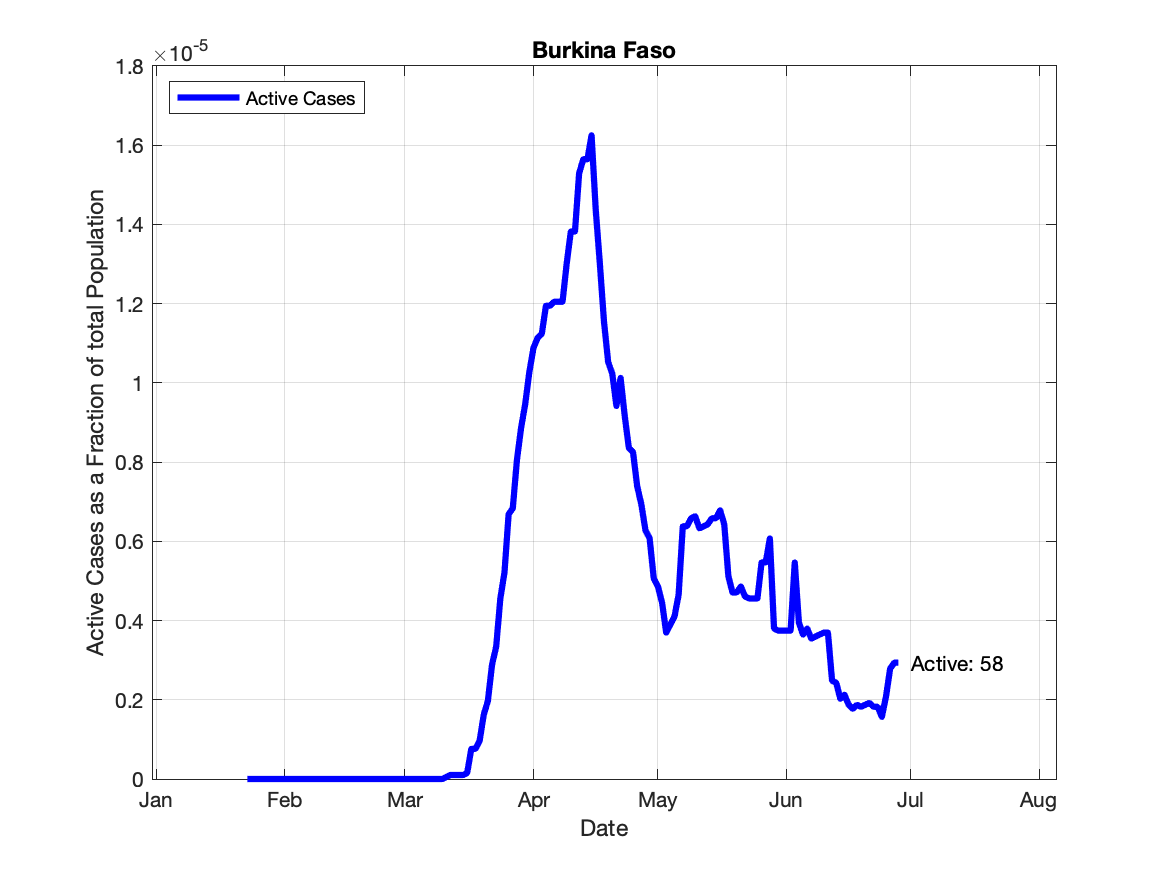 Burkina Faso
×10-5
1.8
1.6
1.4
1.2
1
0.8
0.6
0.4
0.2
0
Active Cases as a Fraction of total Population
Active Cases
Active: 58
Jan Feb Mar Apr May Jun Jul Aug
Date